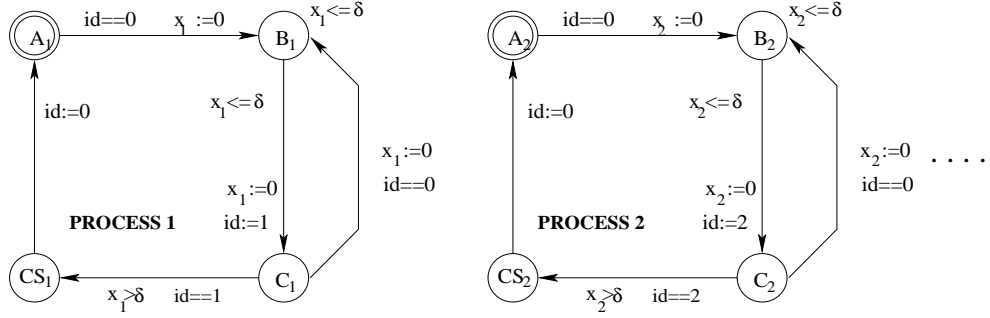 x1<=δ
A1 id==0 x1:=0 B1
x1<=δ
id:=0
x1:=0
id==0
x1:=0
PROCESS 1 id:=1
CS1 C1
x1>δ id==1
x2<=δ
A2 id==0 x2:=0 B2
x2<=δ
id:=0
x2:=0 . . . .
id==0
x2:=0
PROCESS 2 id:=2
CS2 C2
x2>δ id==2